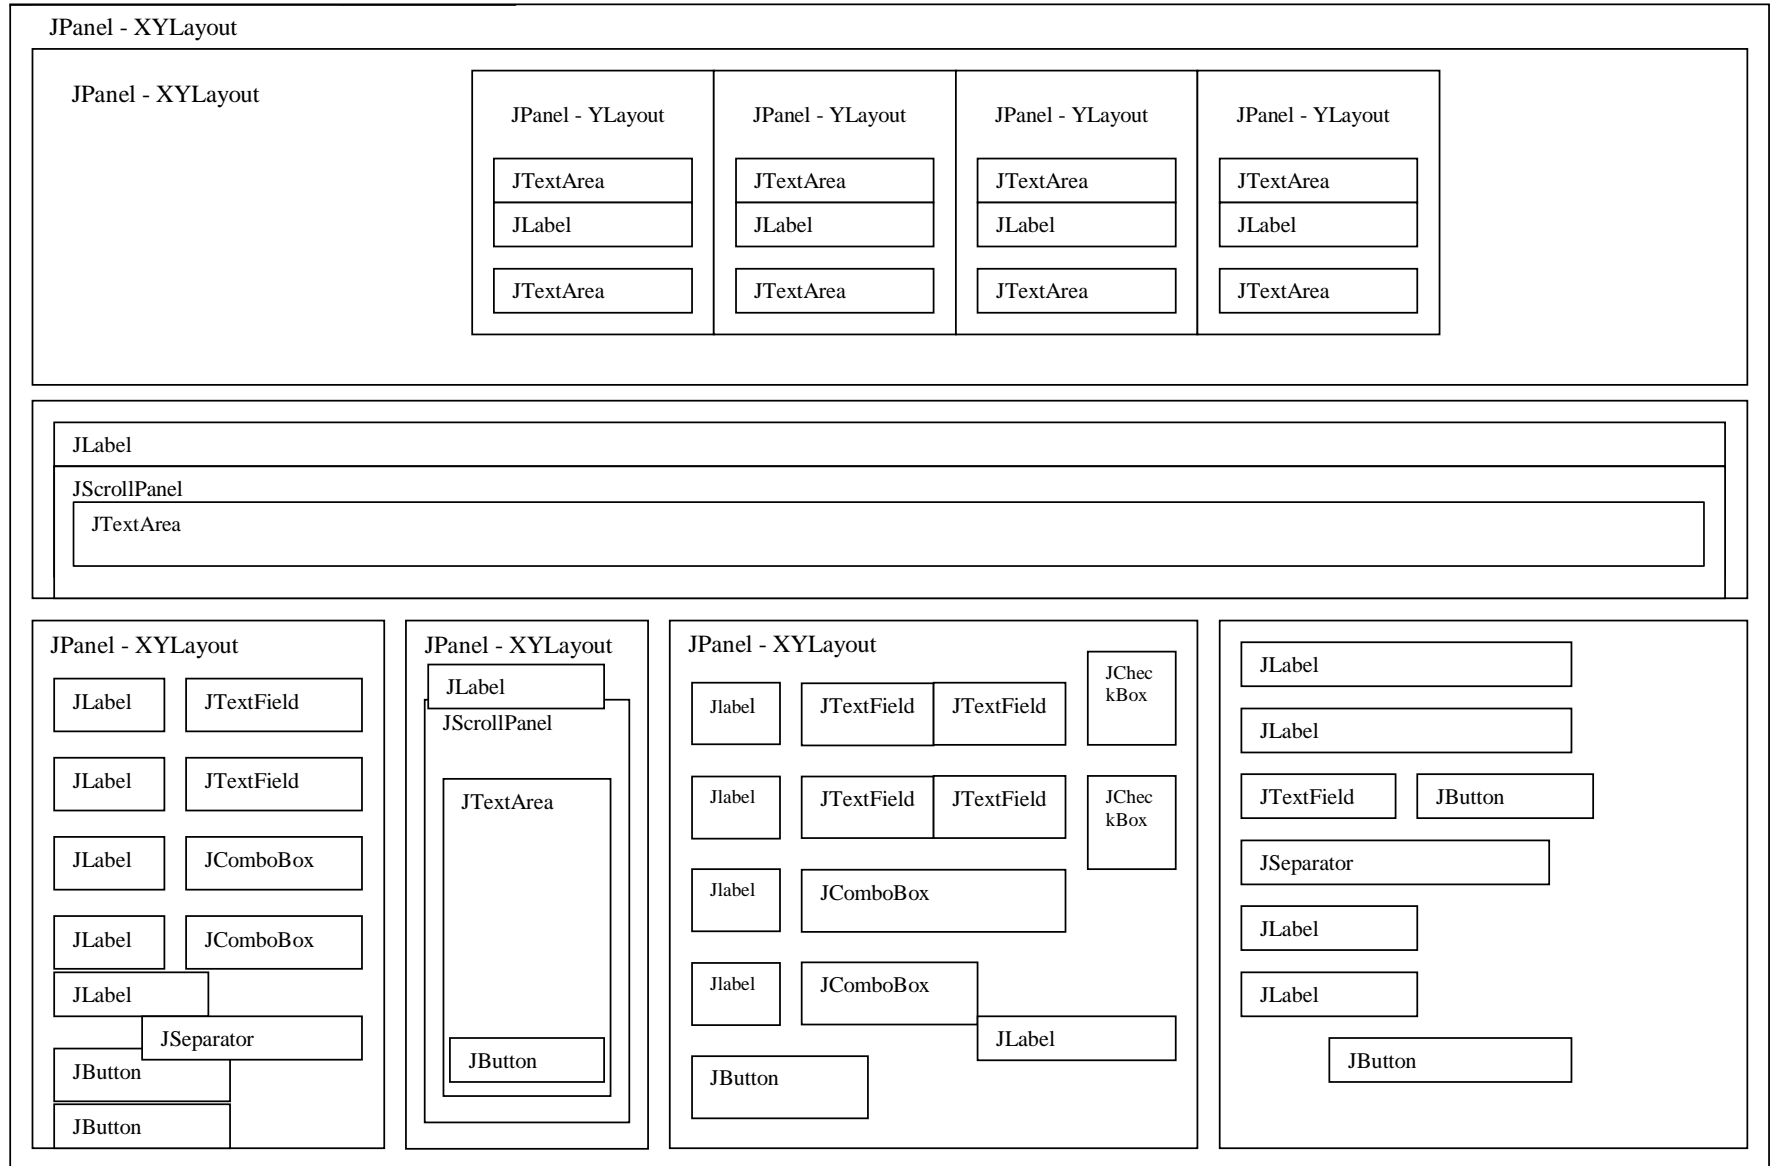 JPanel - XYLayout
JPanel - XYLayout
JPanel - YLayout
JPanel - YLayout
JPanel - YLayout
JPanel - YLayout
JTextArea
JTextArea
JTextArea
JTextArea
JLabel
JLabel
JLabel
JLabel
JTextArea
JTextArea
JTextArea
JTextArea
JLabel
JScrollPanel
JTextArea
JPanel - XYLayout
JLabel
JTextField
JLabel
JTextField
JLabel
JComboBox
JLabel
JComboBox
JLabel
JSeparator
JButton
JButton
JPanel - XYLayout
JLabel
JScrollPanel
JTextArea
JButton
JPanel - XYLayout
Jlabel
JTextField
JTextField
JChec
kBox
Jlabel
JTextField
JTextField
JChec
kBox
Jlabel
JComboBox
Jlabel
JComboBox
JLabel
JButton
JLabel
JLabel
JTextField
JButton
JSeparator
JLabel
JLabel
JButton